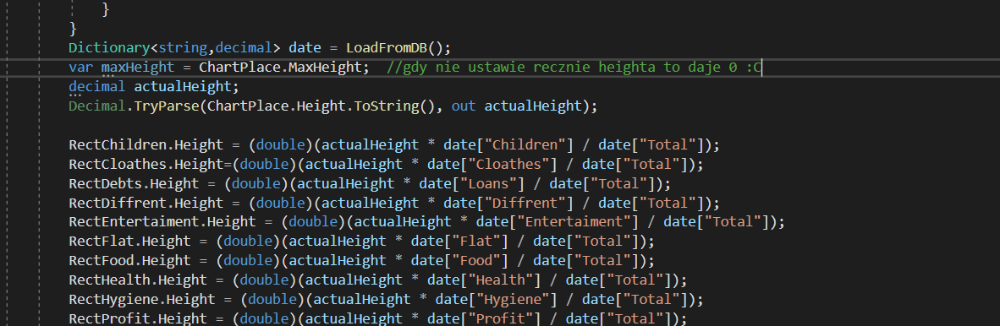 }
}
Dictionary<string,decimal> date = LoadFromDB();
var maxHeight = ChartPlace.MaxHeight;  //gdy nie ustawie recznie heighta to daje 0 :C
decimal actualHeight;
Decimal.TryParse(ChartPlace.Height.ToString(), out actualHeight);
RectChildren.Height = (double)(actualHeight * date["Children"] / date["Total"]);
RectCloathes.Height=(double)(actualHeight * date["Cloathes"] / date["Total"]);
RectDebts.Height = (double)(actualHeight * date["Loans"] / date["Total"]);
RectDiffrent.Height = (double)(actualHeight * date["Diffrent"] / date["Total"]);
RectEntertaiment.Height = (double)(actualHeight * date["Entertaiment"] / date["Total"]);
RectFlat.Height = (double)(actualHeight * date["Flat"] / date["Total"]);
RectFood.Height = (double)(actualHeight * date["Food"] / date["Total"]);
RectHealth.Height = (double)(actualHeight * date["Health"] / date["Total"]);
RectHygiene.Height = (double)(actualHeight * date["Hygiene"] / date["Total"]);
RectProfit.Height = (double)(actualHeight * date["Profit"] / date["Total"]);